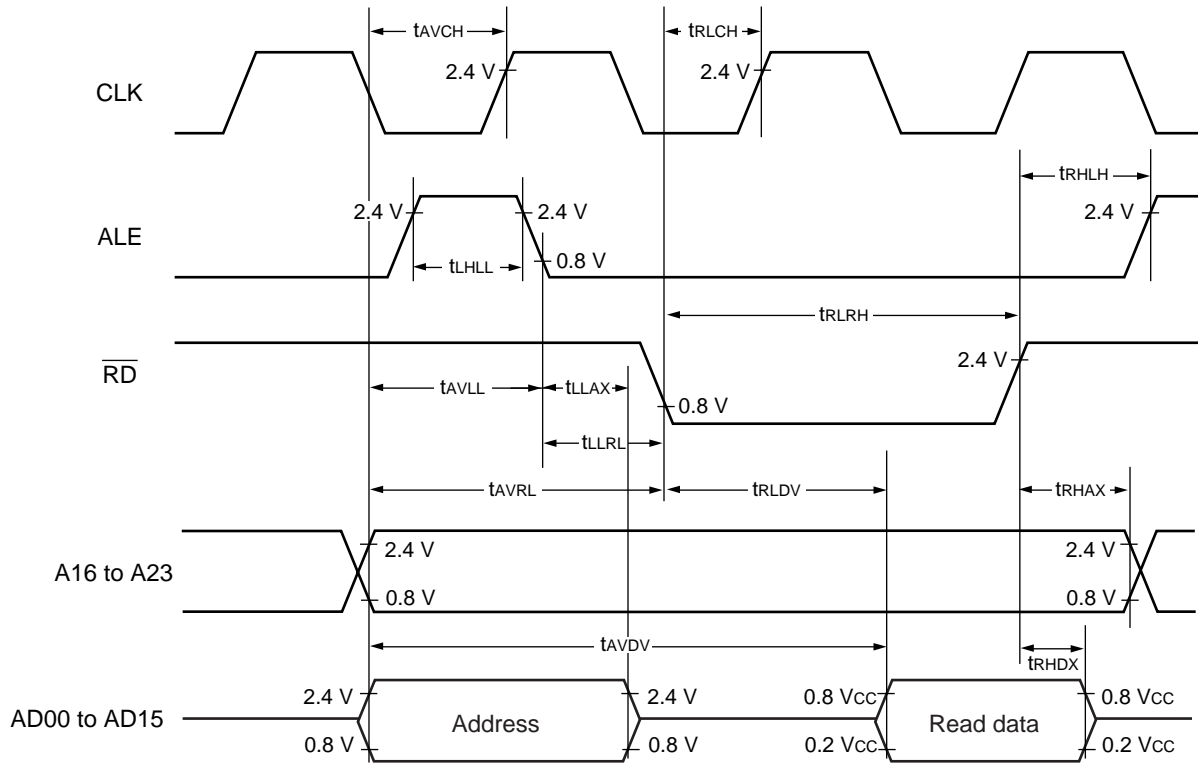 tAVCH
tRLCH
2.4 V
2.4 V
CLK
tRHLH
2.4 V
2.4 V
2.4 V
ALE
0.8 V
tLHLL
tRLRH
RD
2.4 V
tAVLL
tLLAX
0.8 V
tLLRL
tAVRL
tRLDV
tRHAX
2.4 V
2.4 V
A16 to A23
0.8 V
0.8 V
tAVDV
tRHDX
2.4 V
2.4 V
0.8 VCC
0.8 VCC
AD00 to AD15
Address
Read data
0.8 V
0.8 V
0.2 VCC
0.2 VCC